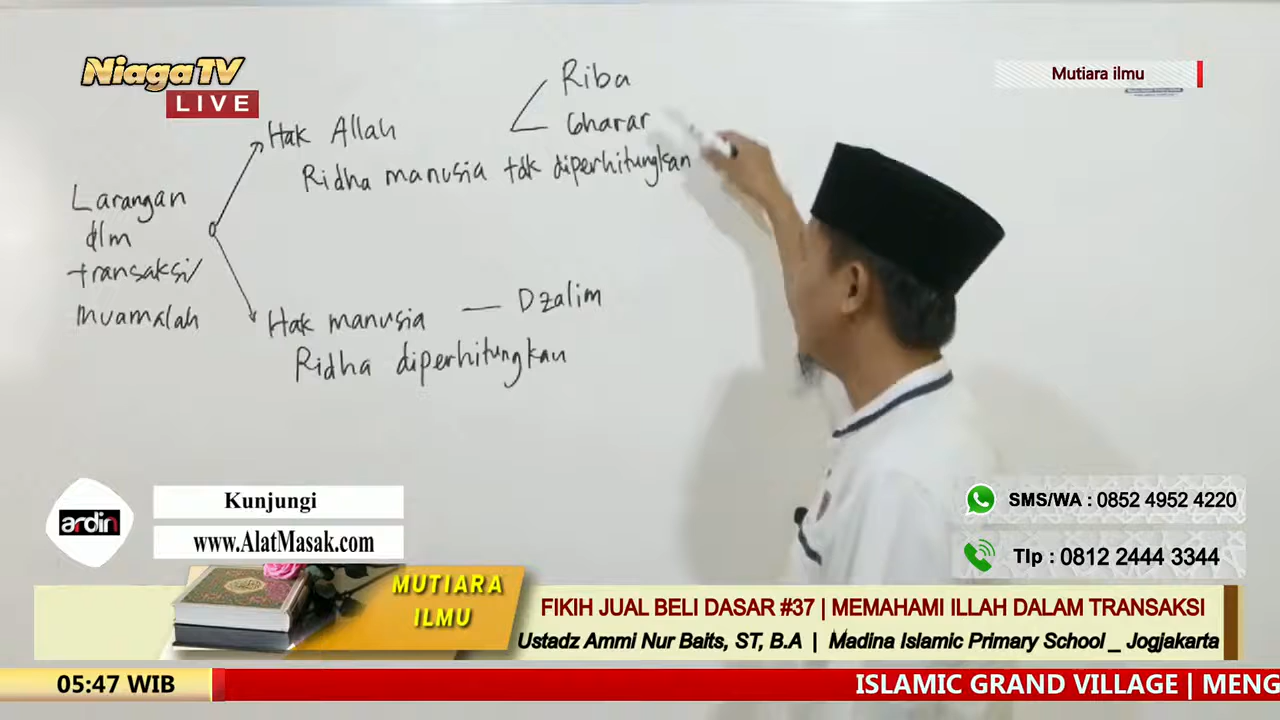 NiagaTV
LIVE
Mutiara ilmu
Riba
Gharar
Hak Allah
Ridha manusia tdk diperhitungkan
Larangan
dlm
transaksi/
muamalah
Hak manusia — Dzalim
Ridha diperhitungkan
ardin
Kunjungi
www.AlatMasak.com
SMS/WA : 0852 4952 4220
Tlp : 0812 2444 3344
MUTIARA
ILMU
FIKIH JUAL BELI DASAR #37 | MEMAHAMI ILLAH DALAM TRANSAKSI
Ustadz Ammi Nur Baits, ST, B.A | Madina Islamic Primary School _ Jogjakarta
05:47 WIB
ISLAMIC GRAND VILLAGE | MENG